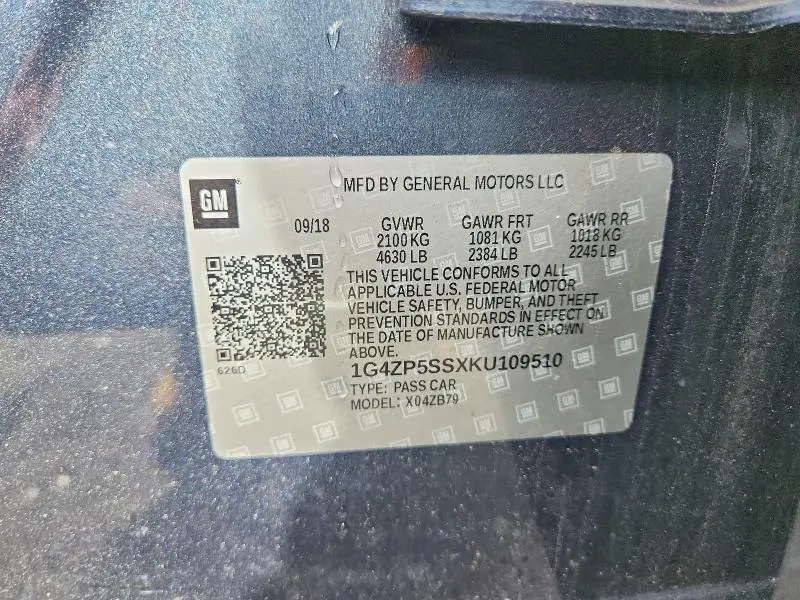 GM
MFD BY GENERAL MOTORS LLC
09/18 GVWR GAWR FRT GAWR RR
2100 KG 1081 KG 1018 KG
4630 LB 2384 LB 2245 LB
THIS VEHICLE CONFORMS TO ALL
APPLICABLE U.S. FEDERAL MOTOR
VEHICLE SAFETY, BUMPER, AND THEFT
PREVENTION STANDARDS IN EFFECT ON
THE DATE OF MANUFACTURE SHOWN
ABOVE.
626D
1G4ZP5SSXKU109510
TYPE: PASS CAR
MODEL: X04ZB79